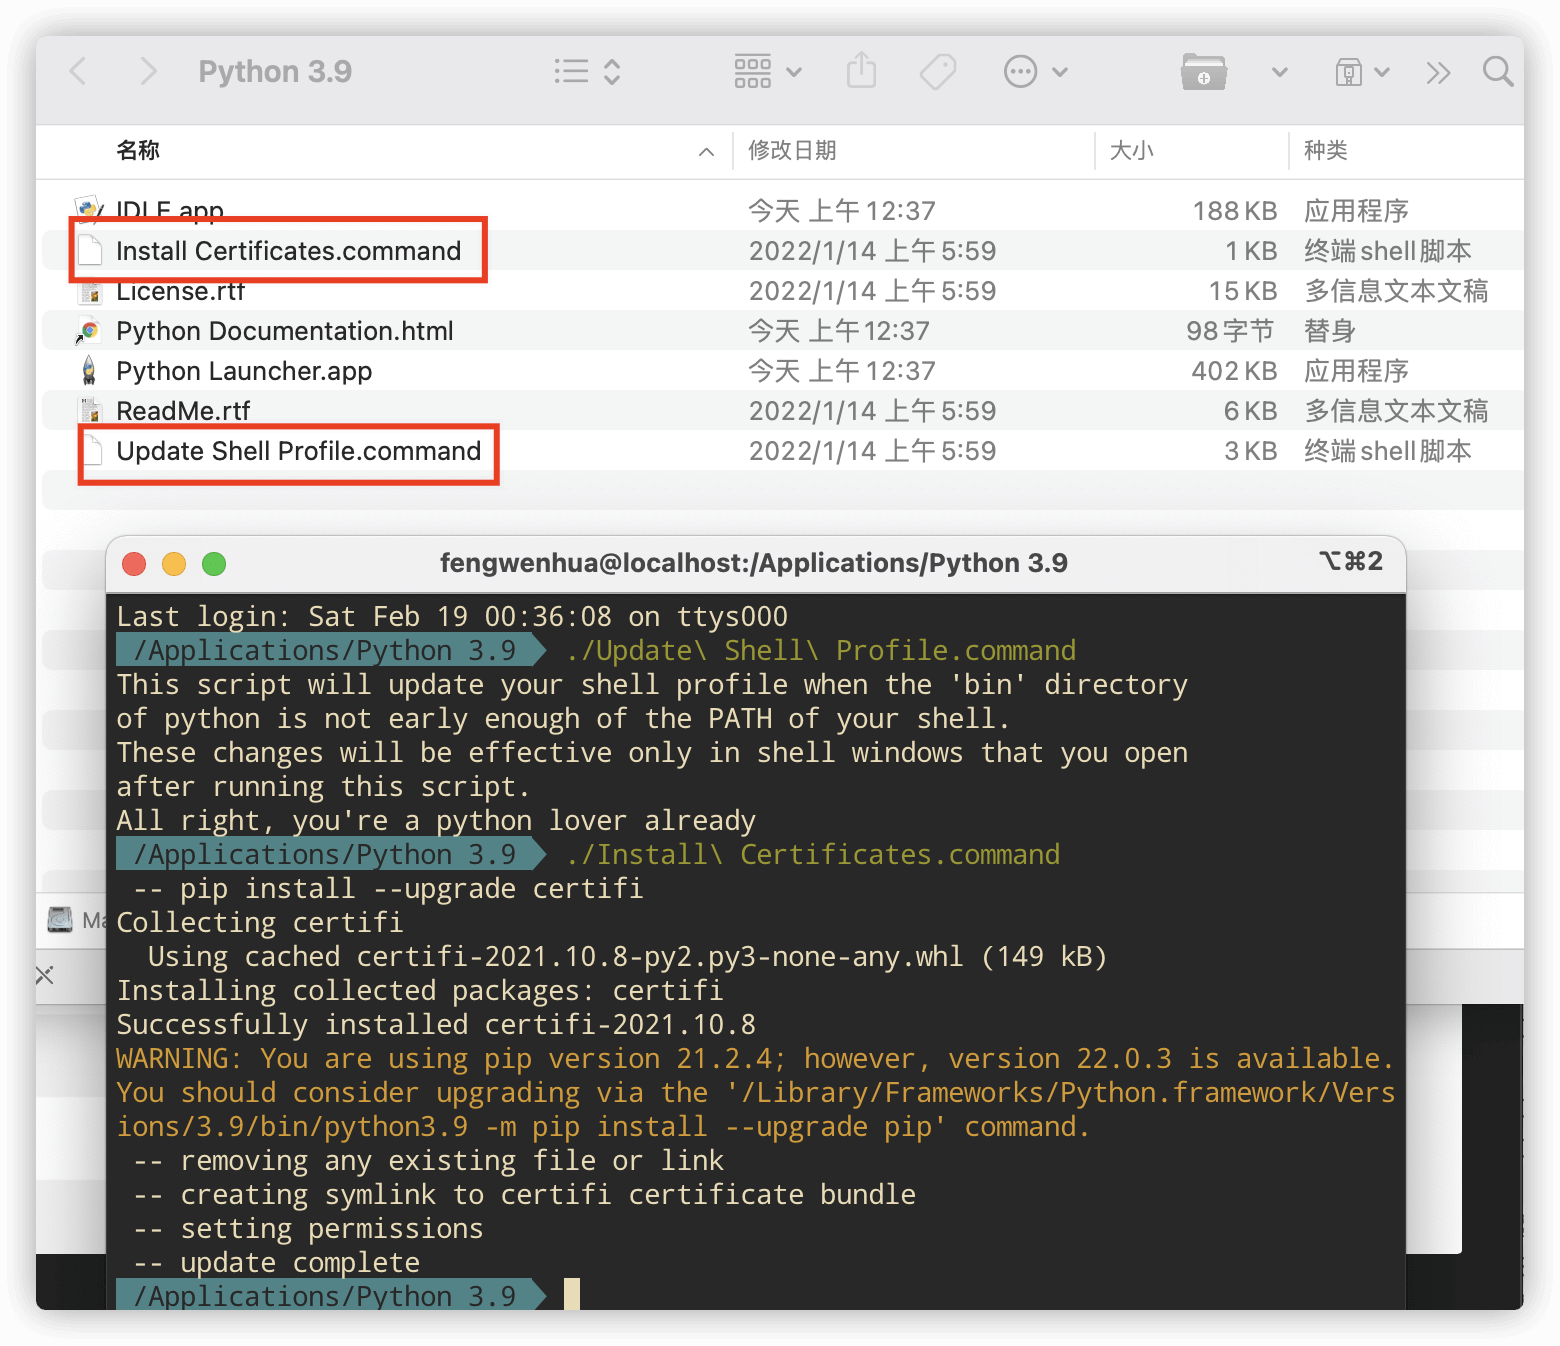 Python 3.9
名称 修改日期 大小 种类
IDLE.app 今天 上午12:37 188 KB 应用程序
Install Certificates.command 2022/1/14 上午5:59 1 KB 终端shell脚本
License.rtf 2022/1/14 上午5:59 15 KB 多信息文本文稿
Python Documentation.html 今天 上午12:37 98字节 替身
Python Launcher.app 今天 上午12:37 402 KB 应用程序
ReadMe.rtf 2022/1/14 上午5:59 6 KB 多信息文本文稿
Update Shell Profile.command 2022/1/14 上午5:59 3 KB 终端shell脚本
fengwenhua@localhost:/Applications/Python 3.9 ⌥⌘2
Last login: Sat Feb 19 00:36:08 on ttys000
/Applications/Python 3.9 ./Update\ Shell\ Profile.command
This script will update your shell profile when the 'bin' directory
of python is not early enough of the PATH of your shell.
These changes will be effective only in shell windows that you open
after running this script.
All right, you're a python lover already
/Applications/Python 3.9 ./Install\ Certificates.command
-- pip install --upgrade certifi
Ma
Collecting certifi
Using cached certifi-2021.10.8-py2.py3-none-any.whl (149 kB)
Installing collected packages: certifi
Successfully installed certifi-2021.10.8
WARNING: You are using pip version 21.2.4; however, version 22.0.3 is available.
You should consider upgrading via the '/Library/Frameworks/Python.framework/Vers
ions/3.9/bin/python3.9 -m pip install --upgrade pip' command.
-- removing any existing file or link
-- creating symlink to certifi certificate bundle
-- setting permissions
-- update complete
/Applications/Python 3.9